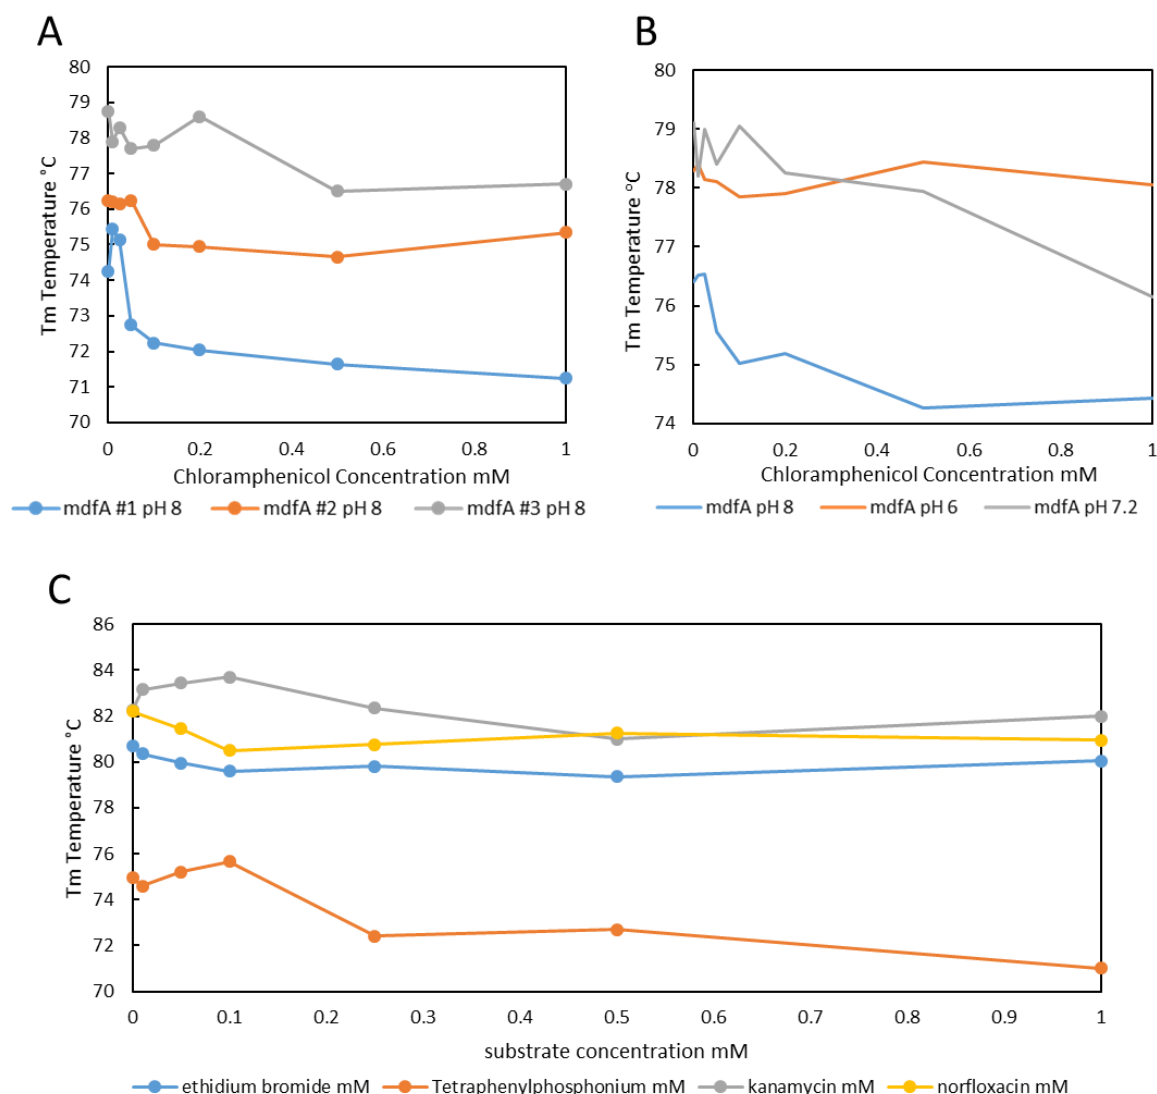 A
80
79
78
77
76
75
74
73
72
71
70
Tm Temperature °C
0 0.2 0.4 0.6 0.8 1
Chloramphenicol Concentration mM
mdfA #1 pH 8 mdfA #2 pH 8 mdfA #3 pH 8
B
80
79
78
77
76
75
74
Tm Temperature °C
0 0.2 0.4 0.6 0.8 1
Chloramphenicol Concentration mM
mdfA pH 8 mdfA pH 6 mdfA pH 7.2
C
86
84
82
80
78
76
74
72
70
Tm Temperature °C
0 0.1 0.2 0.3 0.4 0.5 0.6 0.7 0.8 0.9 1
substrate concentration mM
ethidium bromide mM Tetraphenylphosphonium mM kanamycin mM norfloxacin mM